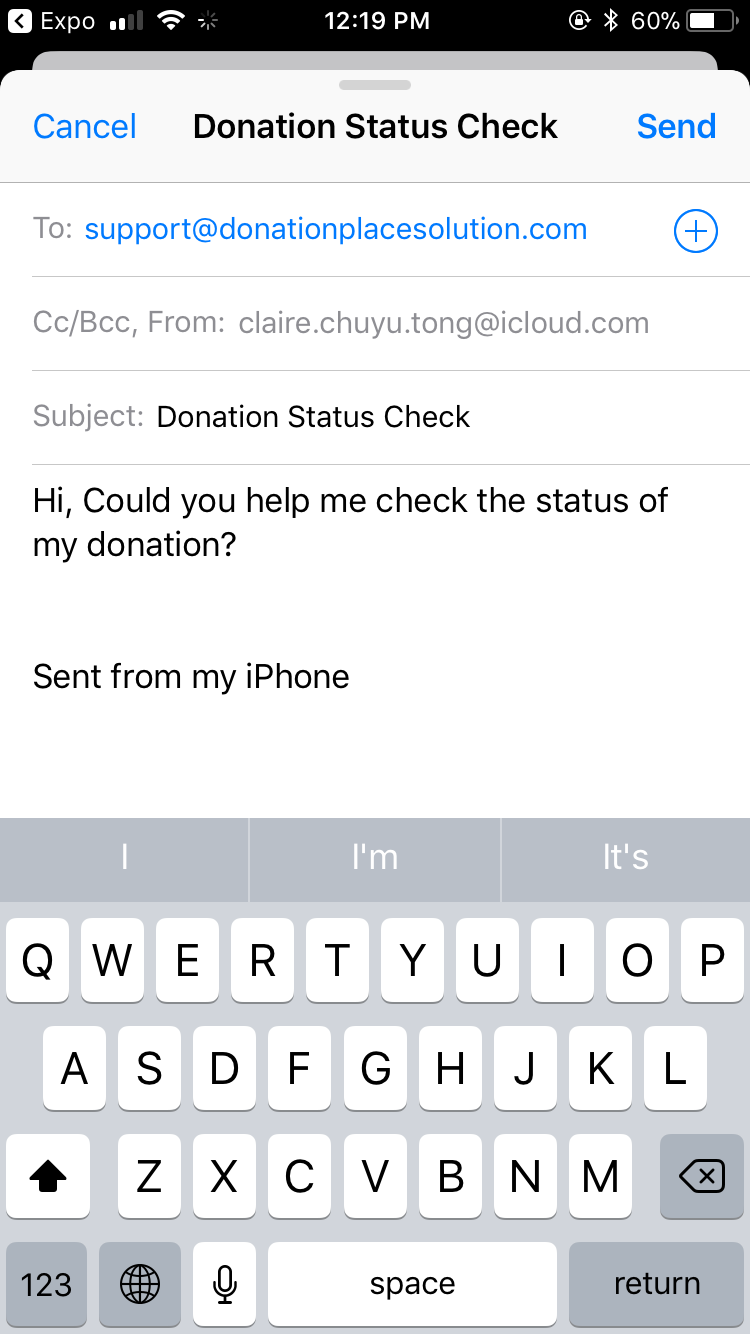 Expo 12:19 PM 60%
Cancel Donation Status Check Send
To: support@donationplacesolution.com
Cc/Bcc, From: claire.chuyu.tong@icloud.com
Subject: Donation Status Check
Hi, Could you help me check the status of
my donation?
Sent from my iPhone
I I'm It's
Q W E R T Y U I O P
A S D F G H J K L
Z X C V B N M
123 space return